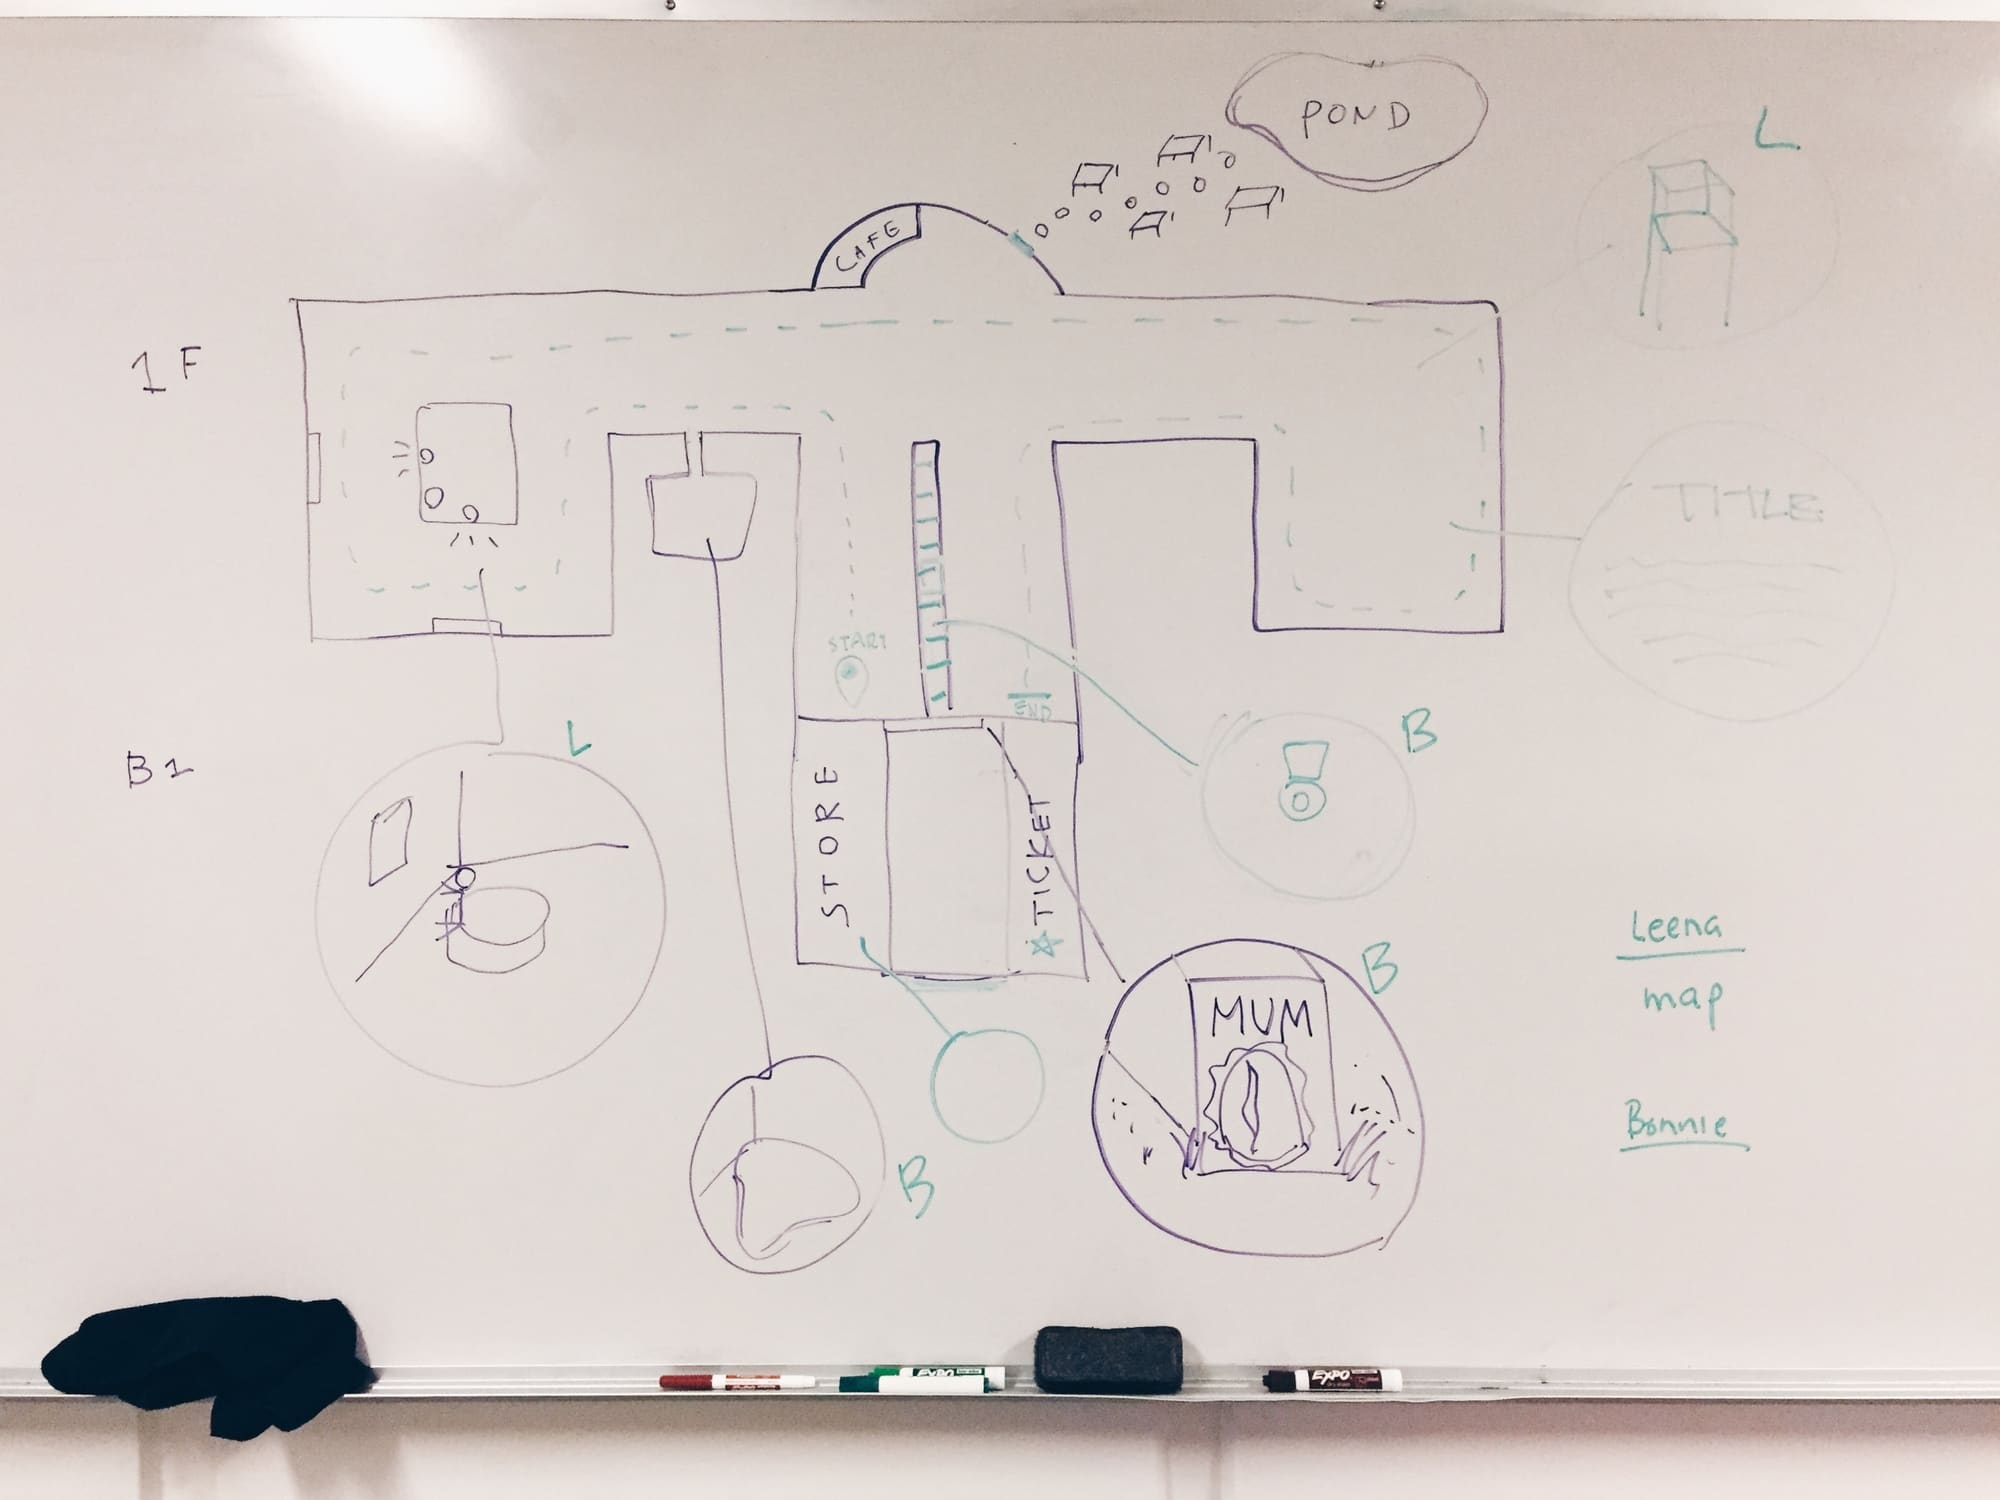 POND
L
CAFE
1F
TITLE
START
END
B
L
B1
STORE
TICKET
Leena
map
B
MUM
Bonnie
B
EXPO
EXPO